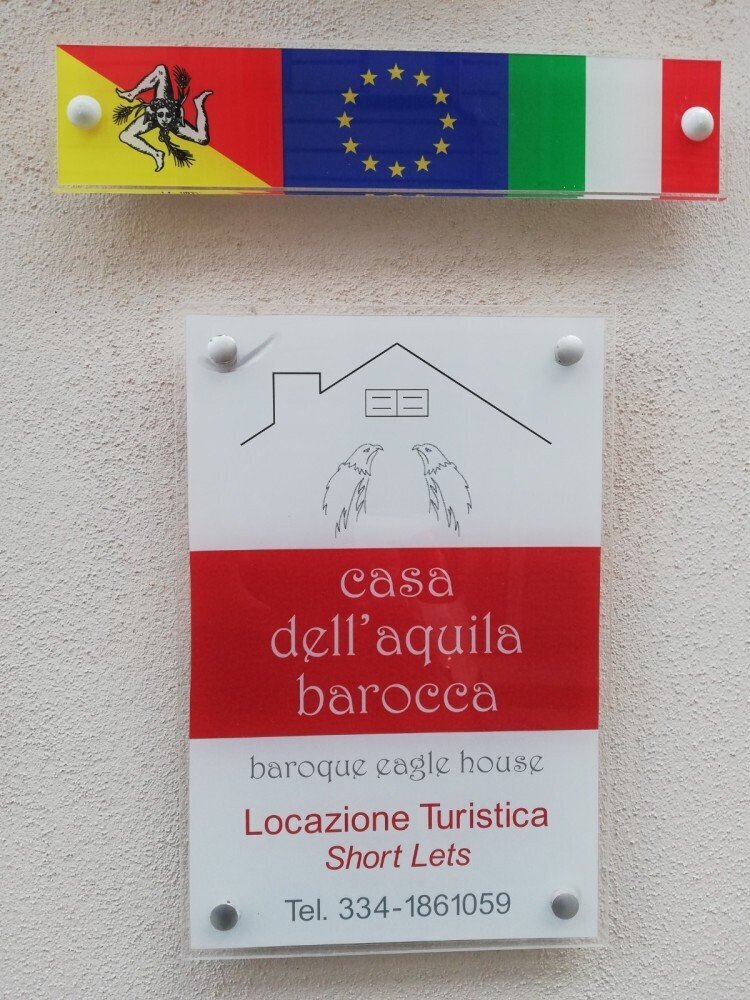 casa
dell'aquila
barocca
baroque eagle house
Locazione Turistica
Short Lets
Tel. 334-1861059